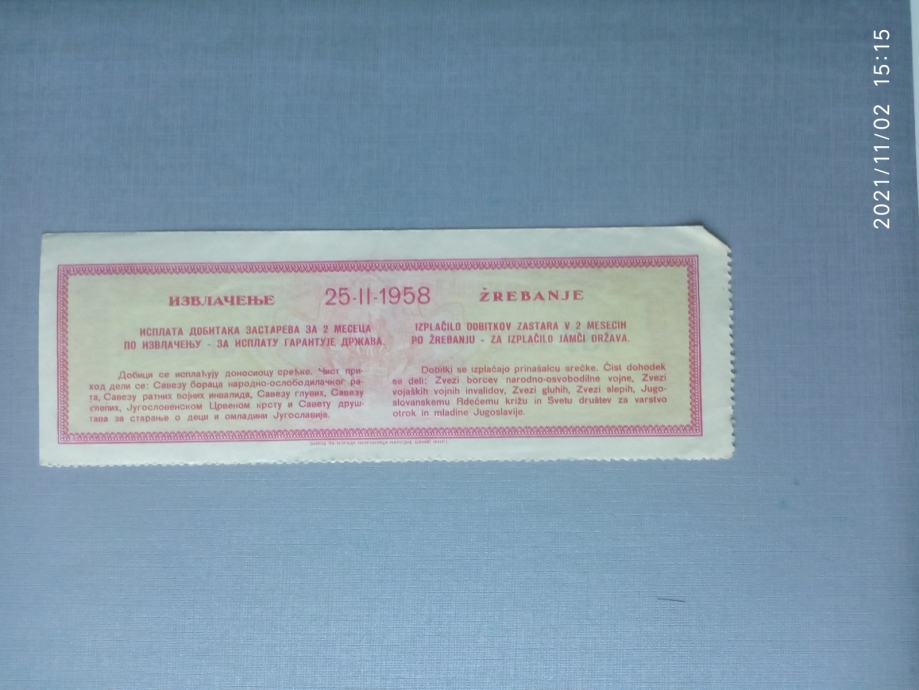 2021/11/02 15:15
ИЗВЛАЧЕЊЕ 25-II-1958 ŽREBANJE
ИСПЛАТА ДОБИТАКА ЗАСТАРЕВА ЗА 2 МЕСЕЦА
ПО ИЗВЛАЧЕЊУ - ЗА ИСПЛАТУ ГАРАНТУЈЕ ДРЖАВА.
Добици се исплаћују доносиоцу срећке. Чист при-
ход дели се: Савезу бораца народно-ослободилачког ра-
та, Савезу ратних војних инвалида, Савезу глувих, Савезу
слепих, Југословенском Црвеном крсту и Савету друш-
тава за старање о деци и омладини Југославије.
IZPLAČILO DOBITKOV ZASTARA V 2 MESECIH
PO ŽREBANJU - ZA IZPLAČILO JAMČI DRŽAVA.
Dobitki se izplačajo prinašalcu srečke. Čist dohodek
se deli: Zvezi borcev narodno-osvobodilne vojne, Zvezi
vojaških vojnih invalidov, Zvezi gluhih, Zvezi slepih, Jugo-
slovanskemu Rdečemu križu in Svetu društev za varstvo
otrok in mladine Jugoslavije.